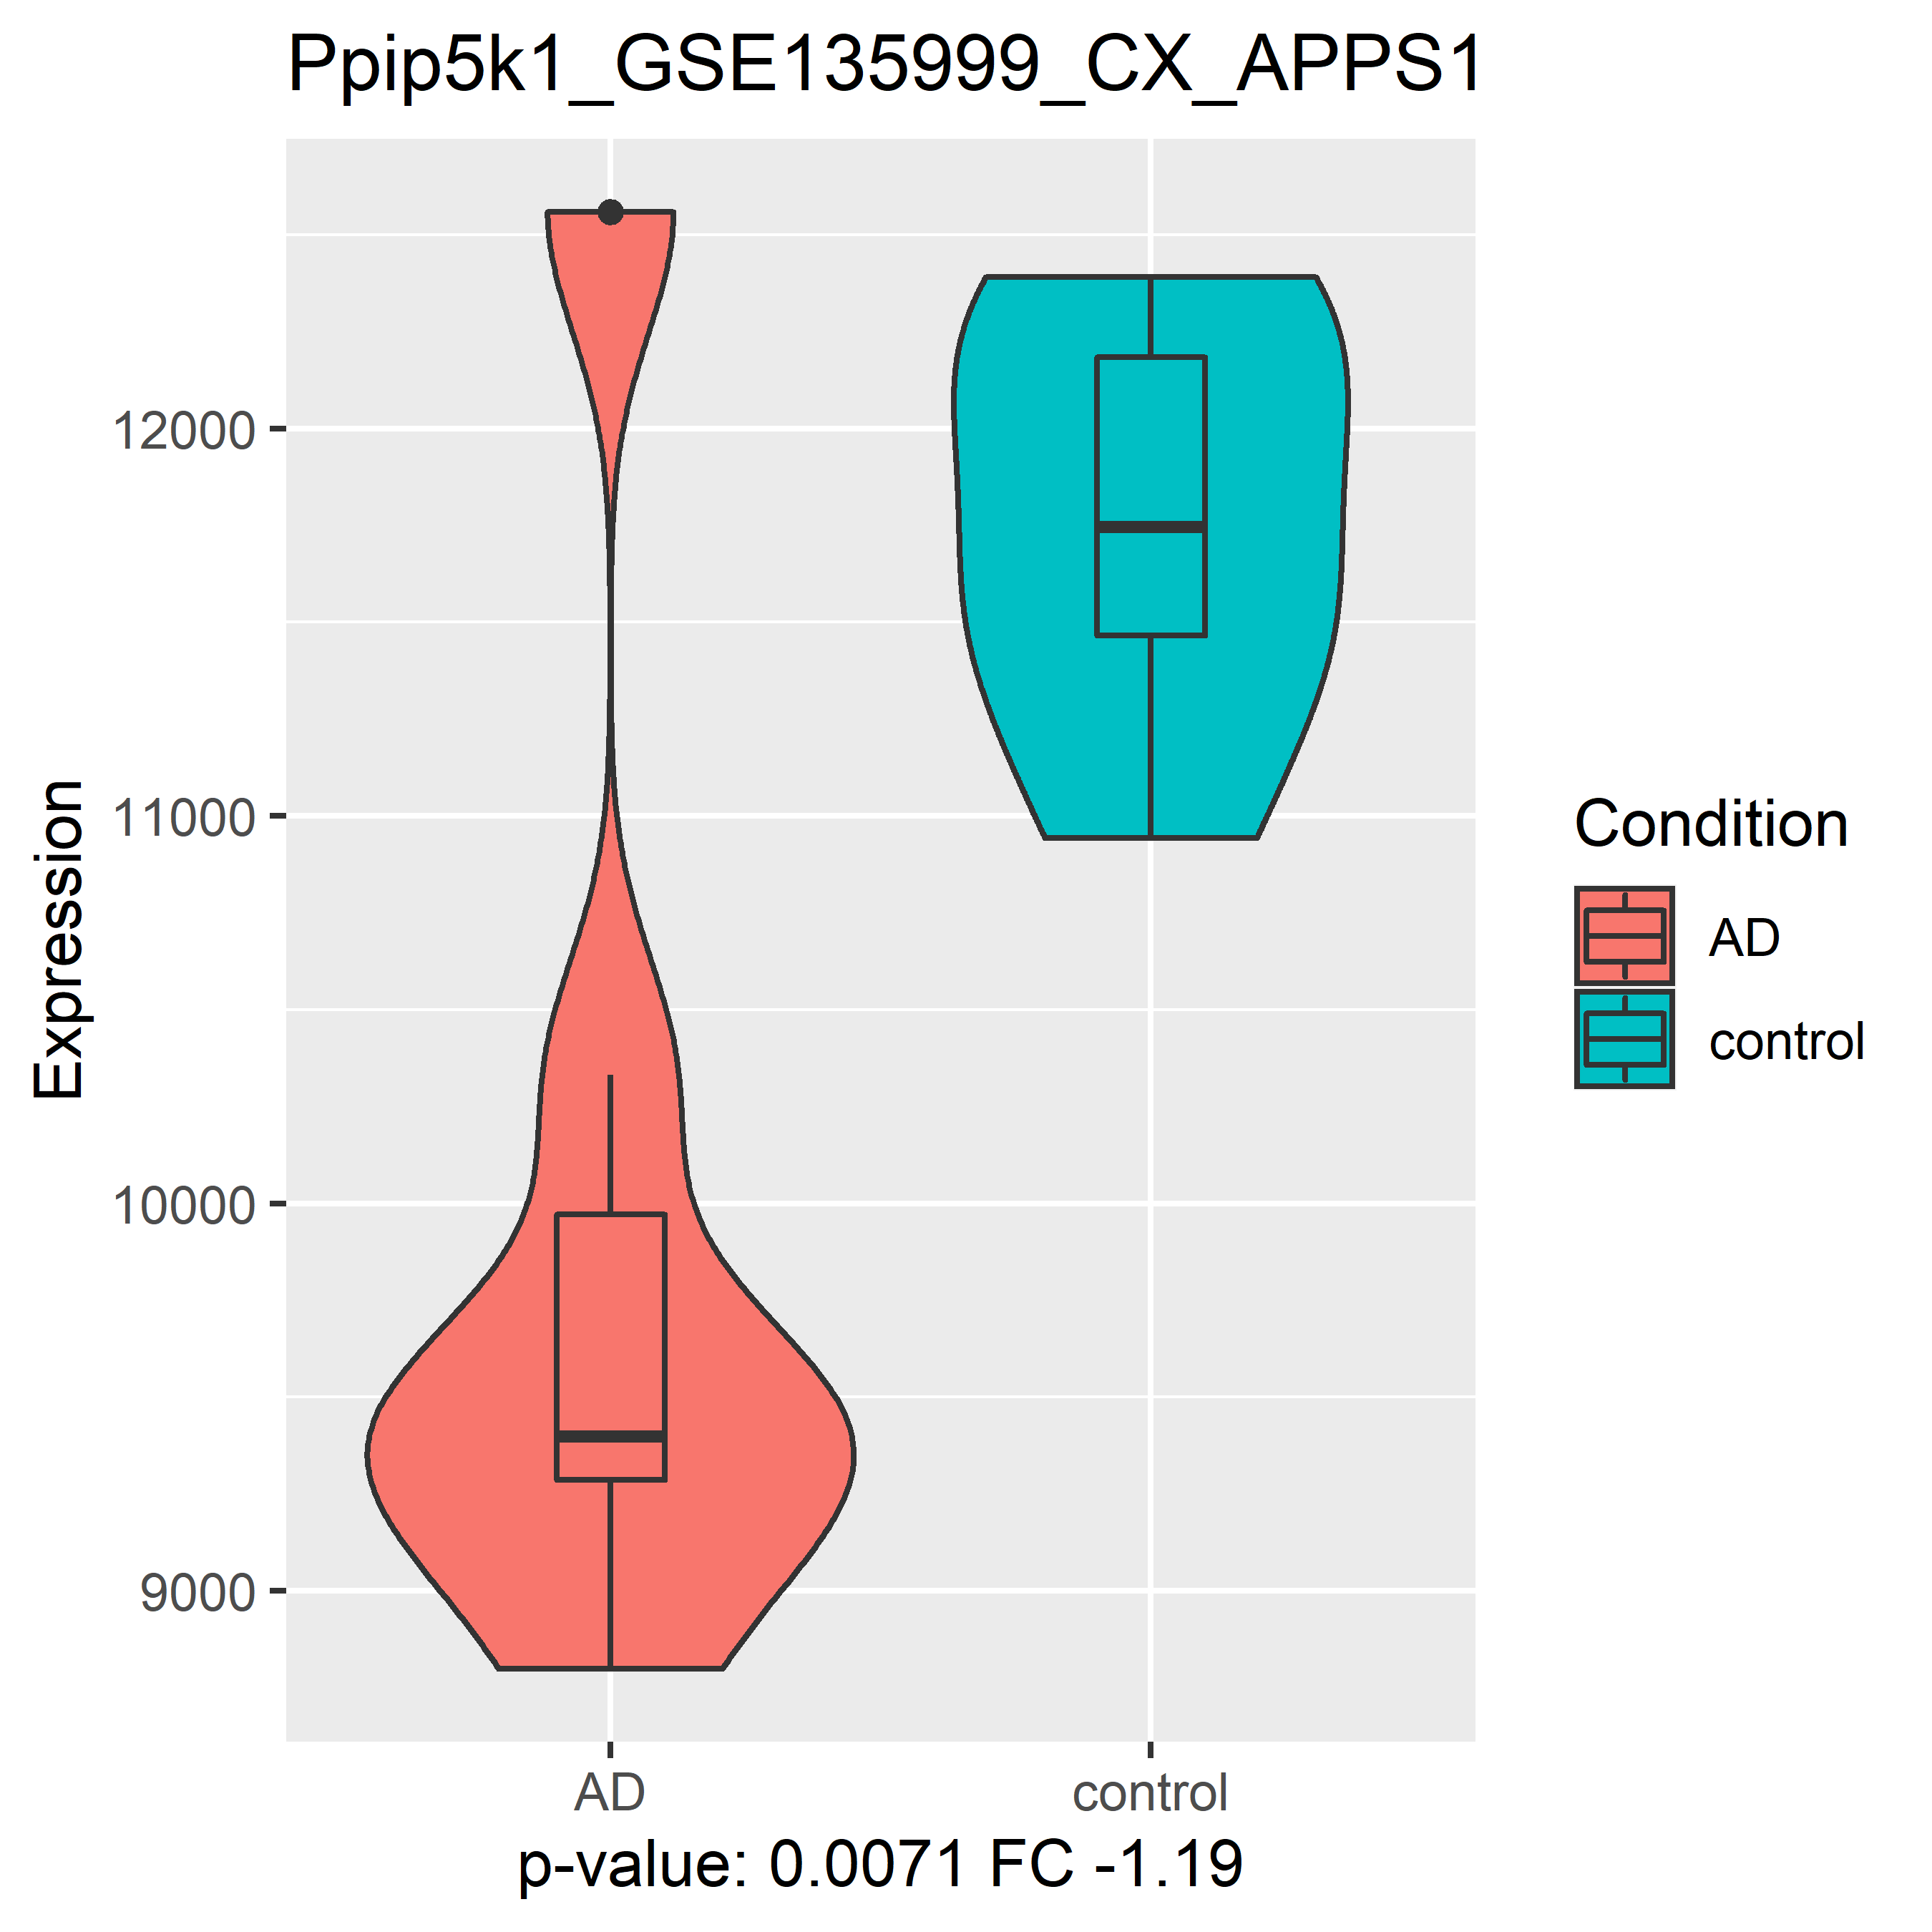 Ppip5k1_GSE135999_CX_APPS1
Expression
12000
11000
10000
9000
AD
control
p-value: 0.0071 FC -1.19
Condition
AD
control